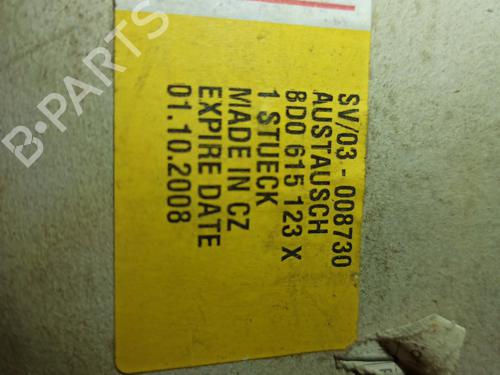 SV/03 - 008730
AUSTAUSCH
8D0 615 123 X
1 STUECK
MADE IN CZ
EXPIRE DATE
01.10.2008
B-PARTS